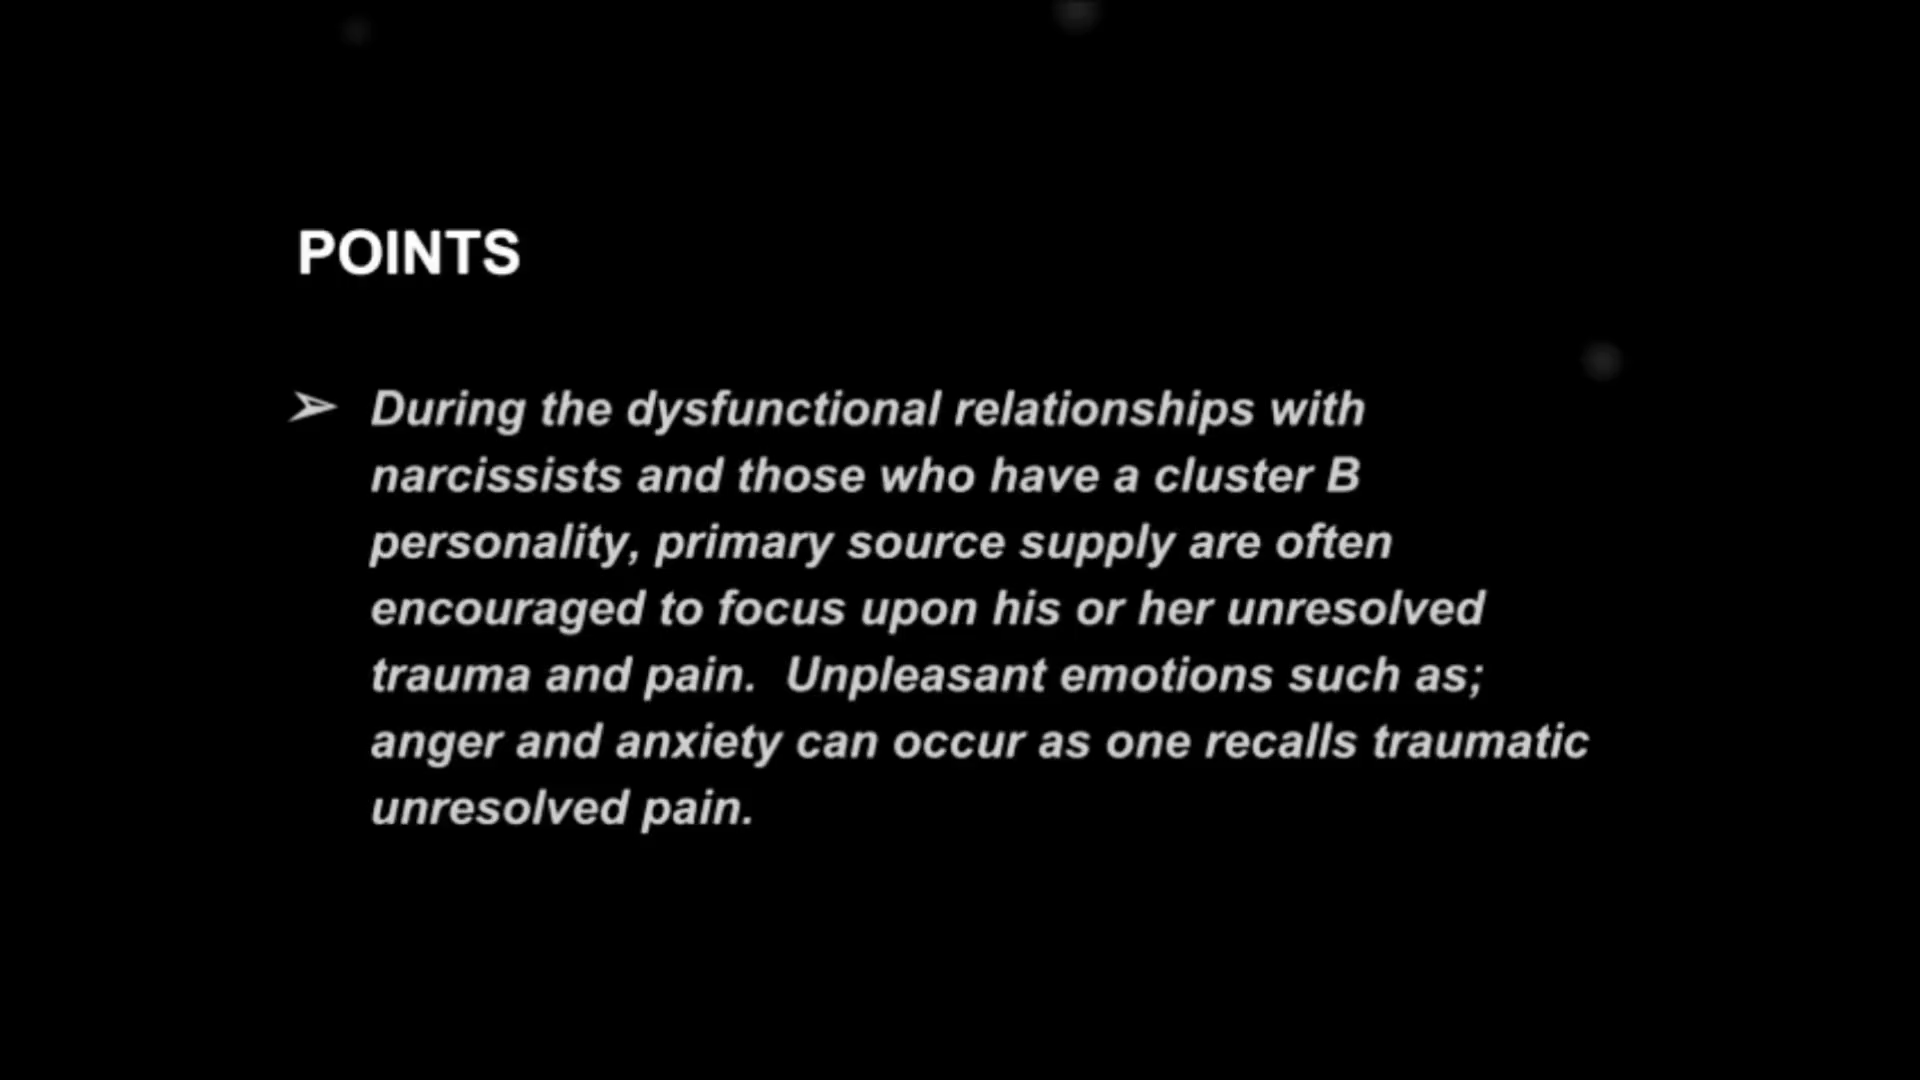 POINTS
➢ During the dysfunctional relationships with
narcissists and those who have a cluster B
personality, primary source supply are often
encouraged to focus upon his or her unresolved
trauma and pain.  Unpleasant emotions such as;
anger and anxiety can occur as one recalls traumatic
unresolved pain.